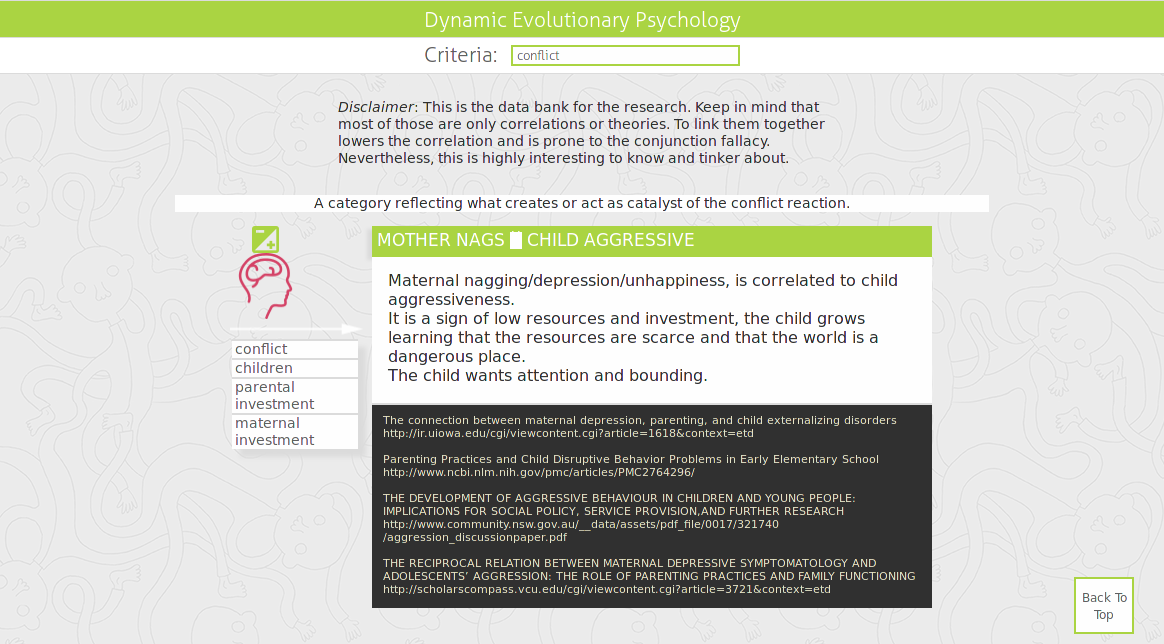 Dynamic Evolutionary Psychology
Criteria: conflict
Disclaimer: This is the data bank for the research. Keep in mind that
most of those are only correlations or theories. To link them together
lowers the correlation and is prone to the conjunction fallacy.
Nevertheless, this is highly interesting to know and tinker about.
A category reflecting what creates or act as catalyst of the conflict reaction.
conflict
children
parental
investment
maternal
investment
MOTHER NAGS █ CHILD AGGRESSIVE
Maternal nagging/depression/unhappiness, is correlated to child
aggressiveness.
It is a sign of low resources and investment, the child grows
learning that the resources are scarce and that the world is a
dangerous place.
The child wants attention and bounding.
The connection between maternal depression, parenting, and child externalizing disorders
http://ir.uiowa.edu/cgi/viewcontent.cgi?article=1618&context=etd
Parenting Practices and Child Disruptive Behavior Problems in Early Elementary School
http://www.ncbi.nlm.nih.gov/pmc/articles/PMC2764296/
THE DEVELOPMENT OF AGGRESSIVE BEHAVIOUR IN CHILDREN AND YOUNG PEOPLE:
IMPLICATIONS FOR SOCIAL POLICY, SERVICE PROVISION,AND FURTHER RESEARCH
http://www.community.nsw.gov.au/__data/assets/pdf_file/0017/321740
/aggression_discussionpaper.pdf
THE RECIPROCAL RELATION BETWEEN MATERNAL DEPRESSIVE SYMPTOMATOLOGY AND
ADOLESCENTS’ AGGRESSION: THE ROLE OF PARENTING PRACTICES AND FAMILY FUNCTIONING
http://scholarscompass.vcu.edu/cgi/viewcontent.cgi?article=3721&context=etd
Back To
Top